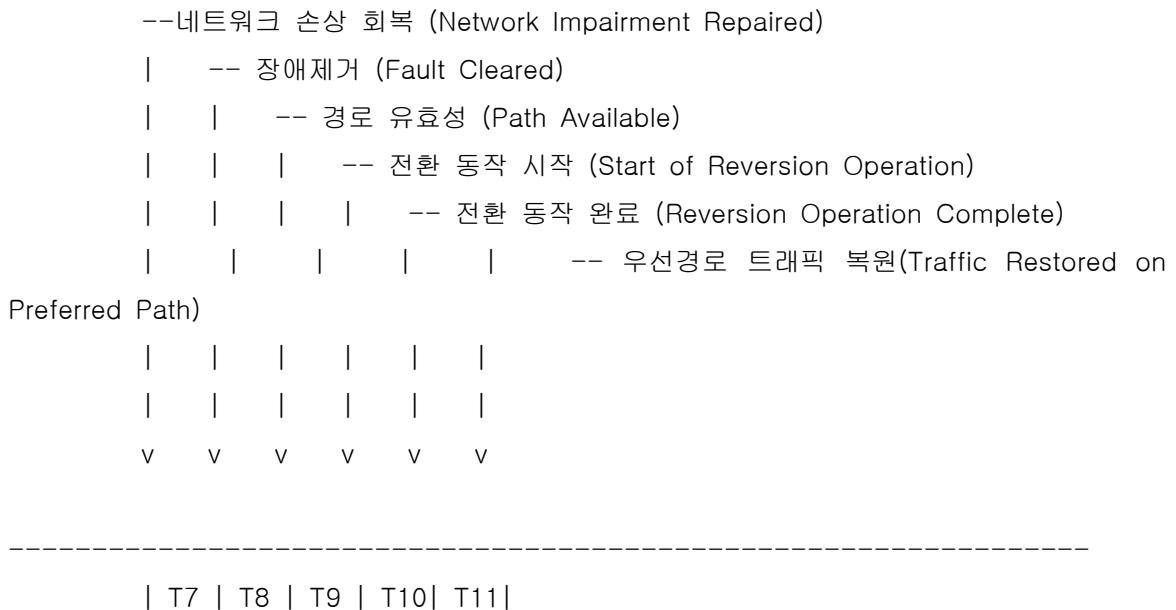 --네트워크 손상 회복 (Network Impairment Repaired)
|    -- 장애제거 (Fault Cleared)
|    |    -- 경로 유효성 (Path Available)
|    |    |    -- 전환 동작 시작 (Start of Reversion Operation)
|    |    |    |    -- 전환 동작 완료 (Reversion Operation Complete)
|    |    |    |    |    -- 우선경로 트래픽 복원(Traffic Restored on
Preferred Path)
|    |    |    |    |    |
|    |    |    |    |    |
v    v    v    v    v    v
-----------------------------------------------------------------
| T7 | T8 | T9 | T10| T11|